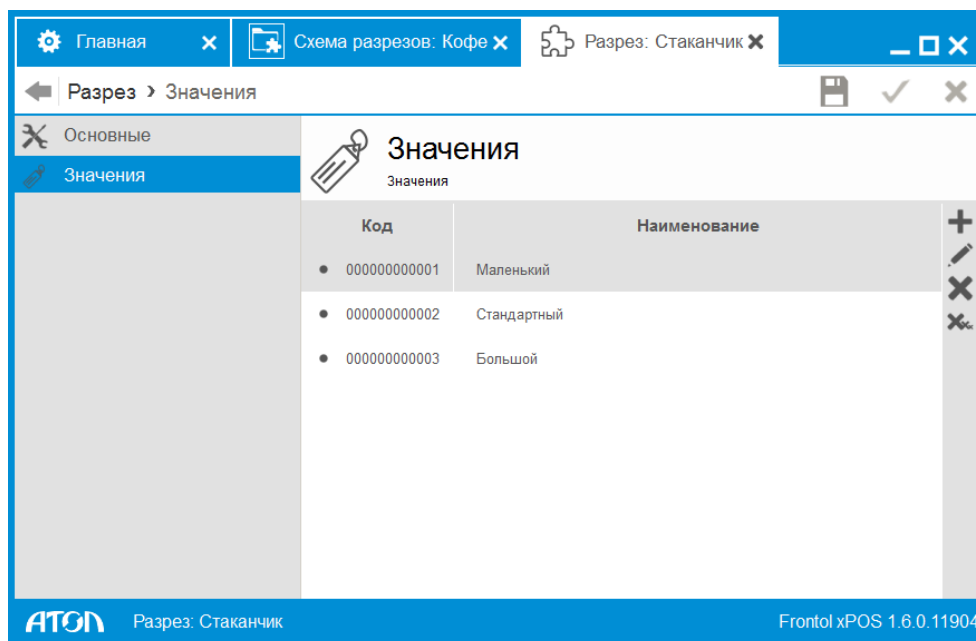 Главная
Схема разрезов: Кофе
Разрез: Стаканчик
Разрез › Значения
Основные
Значения
Значения
Значения
Код Наименование
000000000001 Маленький
000000000002 Стандартный
000000000003 Большой
АТОЛ Разрез: Стаканчик Frontol xPOS 1.6.0.11904